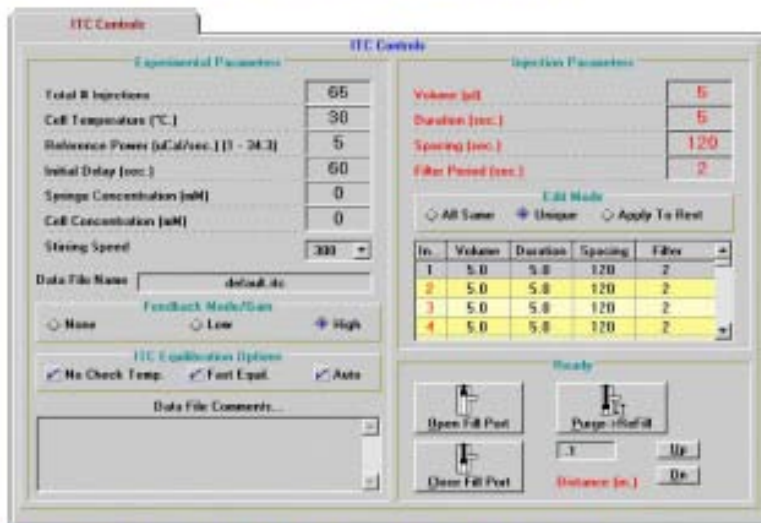 ITC Controls
ITC Controls
Experimental Parameters
Total # Injections 65
Cell Temperature (°C.) 30
Reference Power (uCal/sec.) (1 - 34.3) 5
Initial Delay (sec.) 60
Syringe Concentration (mM) 0
Cell Concentration (mM) 0
Stirring Speed 300
Data File Name default.itc
Feedback Mode/Gain
None Low High
ITC Equilibration Options
No Check Temp. Fast Equil. Auto
Data File Comments...
Injection Parameters
Volume (µl) 5
Duration (sec.) 5
Spacing (sec.) 120
Filter Period (sec.) 2
Edit Mode
All Same Unique Apply To Rest
In.. Volume Duration Spacing Filter
1 5.0 5.0 120 2
2 5.0 5.0 120 2
3 5.0 5.0 120 2
4 5.0 5.0 120 2
Ready
Open Fill Port Purge->ReFill
Up
Close Fill Port Distance (in.) Dn